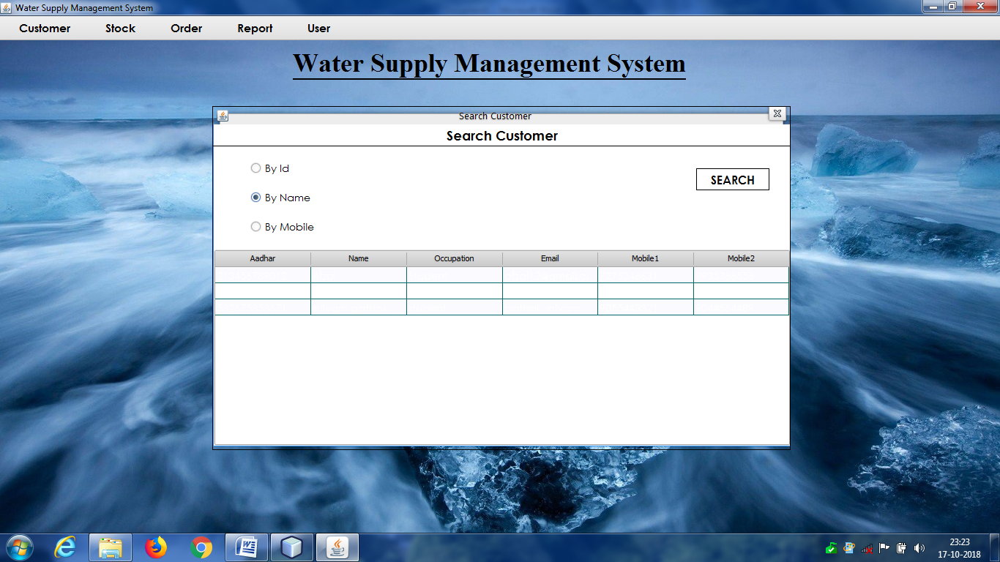 Water Supply Management System
Customer Stock Order Report User
Water Supply Management System
Search Customer
Search Customer
By Id
SEARCH
By Name
By Mobile
Aadhar Name Occupation Email Mobile1 Mobile2
23:23
17-10-2018